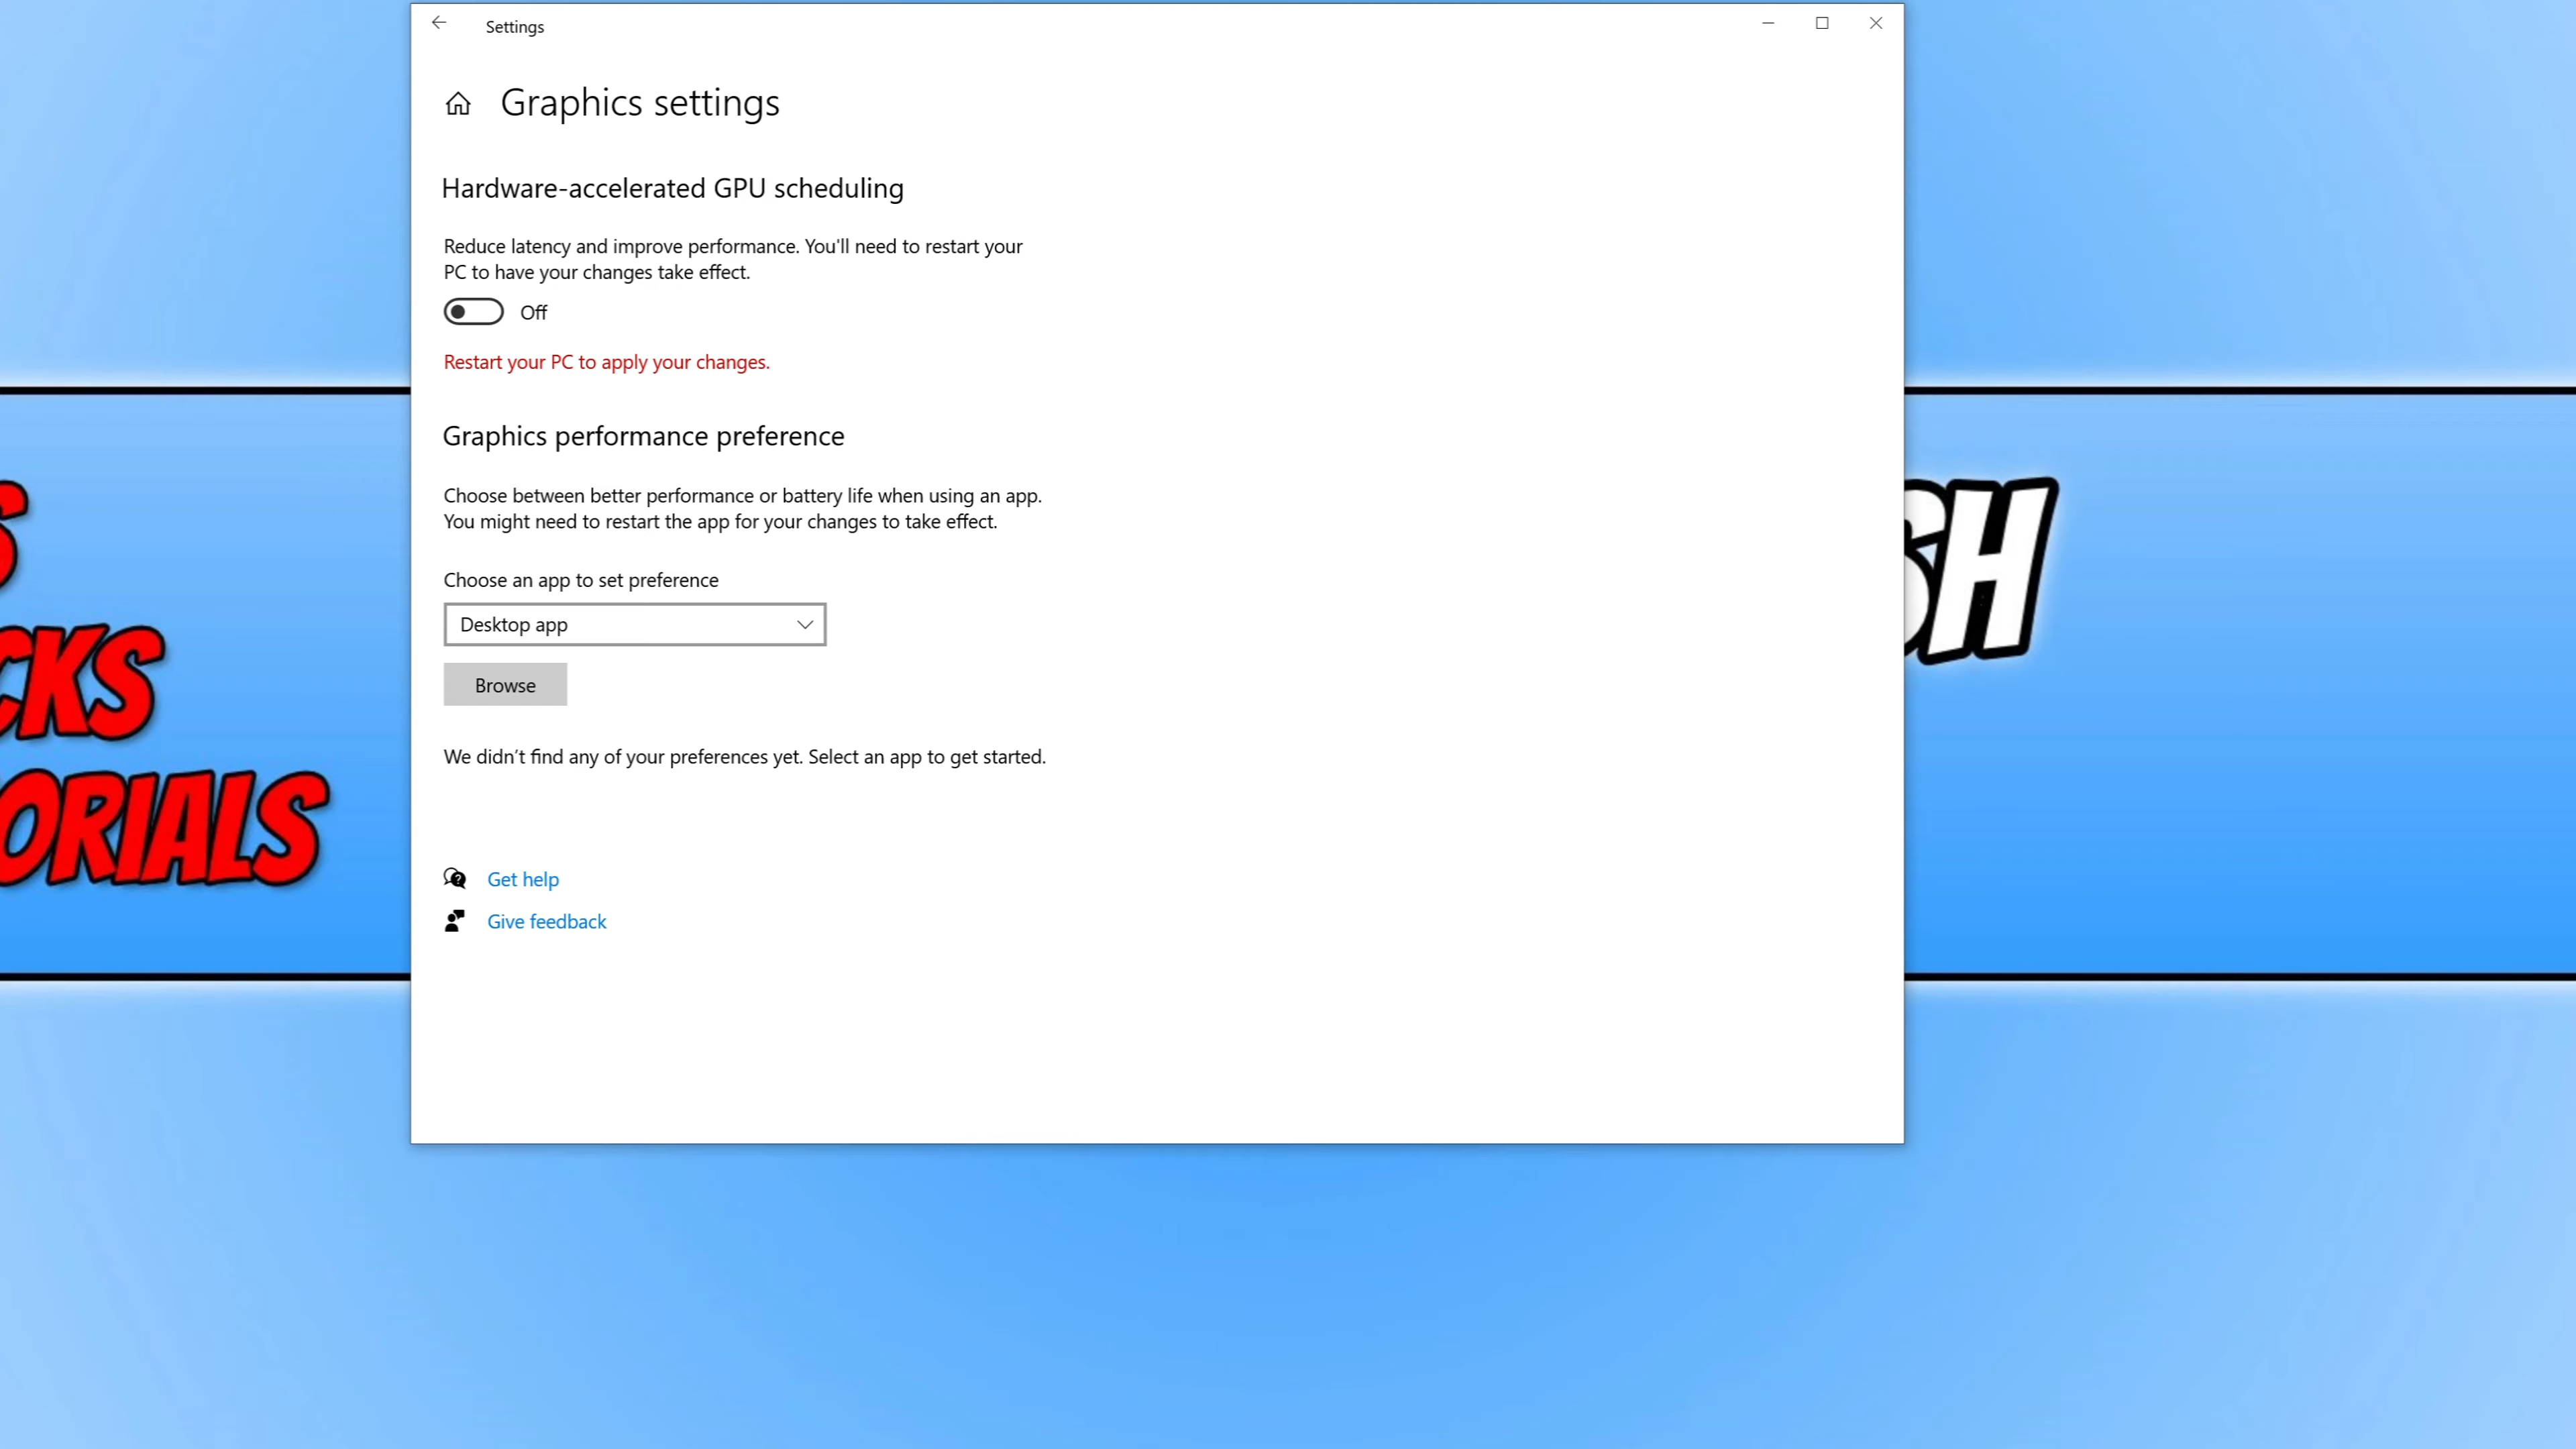 Settings
Graphics settings
Hardware-accelerated GPU scheduling
Reduce latency and improve performance. You'll need to restart your
PC to have your changes take effect.
Off
Restart your PC to apply your changes.
Graphics performance preference
Choose between better performance or battery life when using an app.
You might need to restart the app for your changes to take effect.
Choose an app to set preference
Desktop app
Browse
We didn’t find any of your preferences yet. Select an app to get started.
Get help
Give feedback
S
CKS
ORIALS
SH